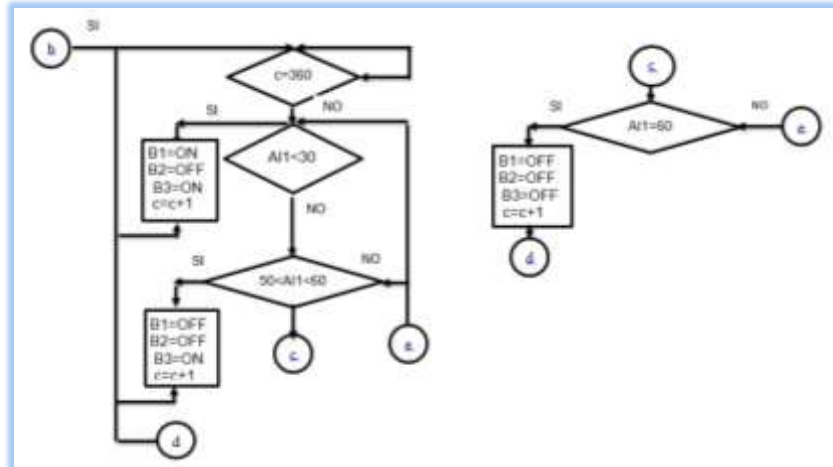 SI
b
c=360
SI
NO
B1=ON
B2=OFF
B3=ON
c=c+1
AI1<30
NO
SI
NO
50<AI1<60
B1=OFF
B2=OFF
B3=ON
c=c+1
c
e
d
c
SI
NO
AI1=60
e
B1=OFF
B2=OFF
B3=OFF
c=c+1
d